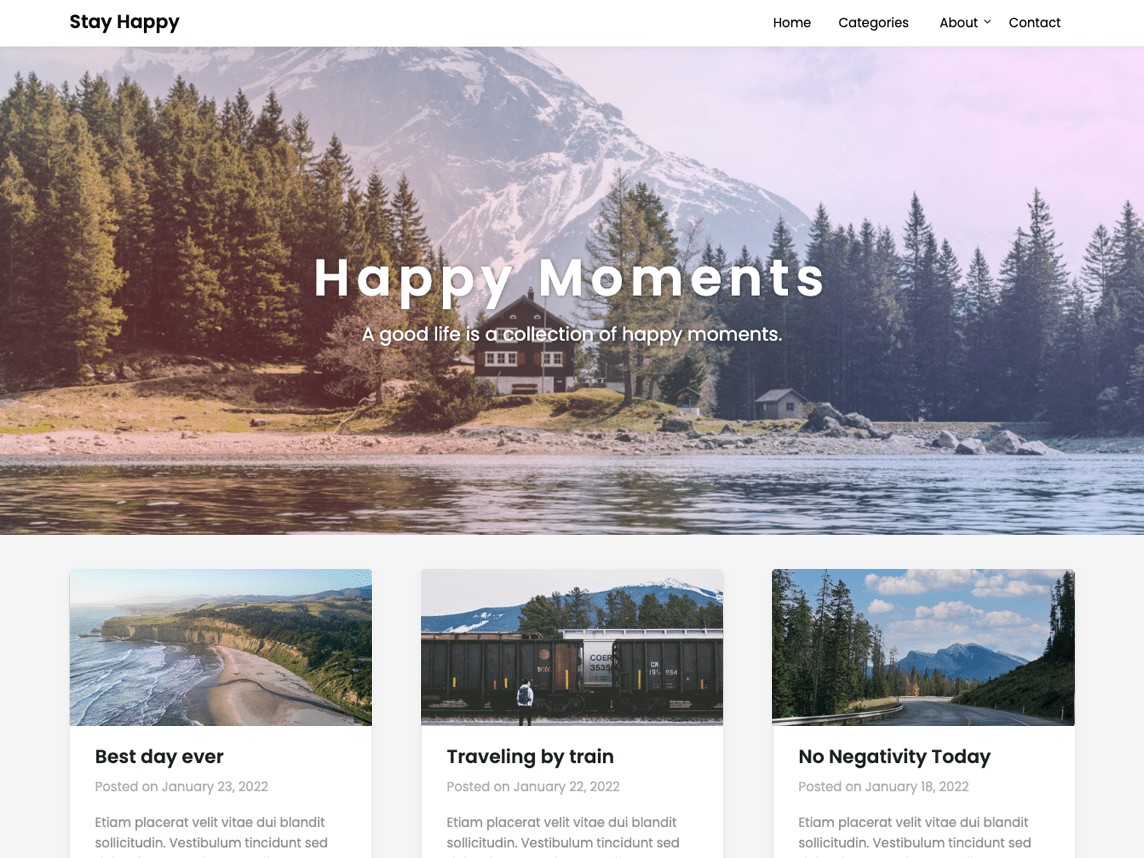 Stay Happy
Home Categories About Contact
Happy Moments
A good life is a collection of happy moments.
COER
CN
Best day ever
Posted on January 23, 2022
Etiam placerat velit vitae dui blandit
sollicitudin. Vestibulum tincidunt sed
Traveling by train
Posted on January 22, 2022
Etiam placerat velit vitae dui blandit
sollicitudin. Vestibulum tincidunt sed
No Negativity Today
Posted on January 18, 2022
Etiam placerat velit vitae dui blandit
sollicitudin. Vestibulum tincidunt sed